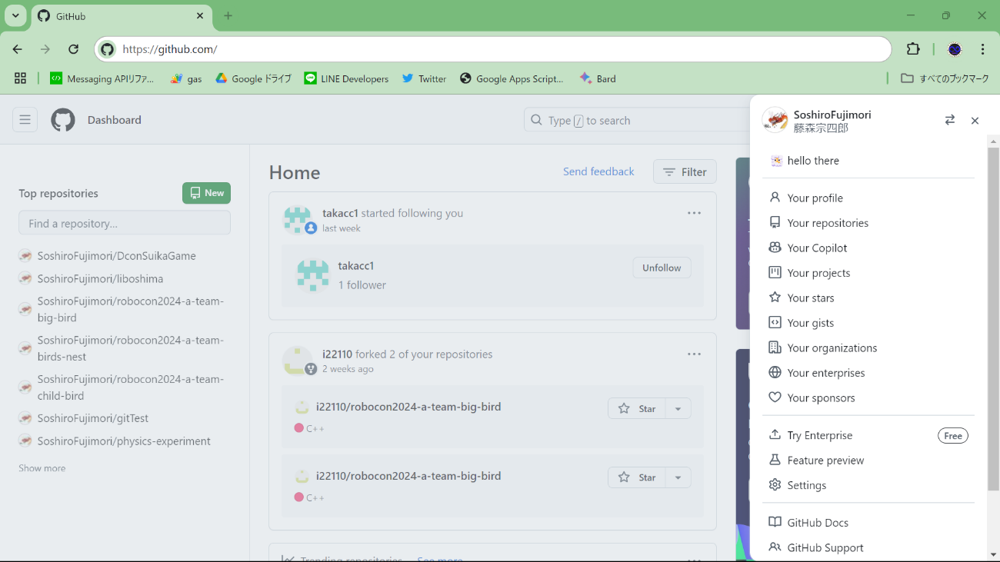 GitHub
https://github.com/
Messaging APIリファ...
gas
Google ドライブ
LINE Developers
Twitter
Google Apps Script...
Bard
すべてのブックマーク
Dashboard
Type / to search
Top repositories
New
Find a repository...
SoshiroFujimori/DconSuikaGame
SoshiroFujimori/liboshima
SoshiroFujimori/robocon2024-a-team-
big-bird
SoshiroFujimori/robocon2024-a-team-
birds-nest
SoshiroFujimori/robocon2024-a-team-
child-bird
SoshiroFujimori/gitTest
SoshiroFujimori/physics-experiment
Show more
Home
Send feedback
Filter
takacc1 started following you
last week
takacc1
1 follower
Unfollow
i22110 forked 2 of your repositories
2 weeks ago
i22110/robocon2024-a-team-big-bird
Star
C++
i22110/robocon2024-a-team-big-bird
Star
C++
Trending repositories
See more
SoshiroFujimori
藤森宗四郎
hello there
Your profile
Your repositories
Your Copilot
Your projects
Your stars
Your gists
Your organizations
Your enterprises
Your sponsors
Try Enterprise
Free
Feature preview
Settings
GitHub Docs
GitHub Support